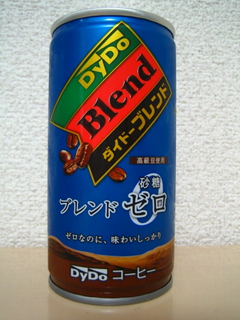 DyDo
Blend
ダイドーブレンド
高級豆使用
砂糖
ブレンド ゼロ
0
ゼロなのに、味わいしっかり
DyDo コーヒー